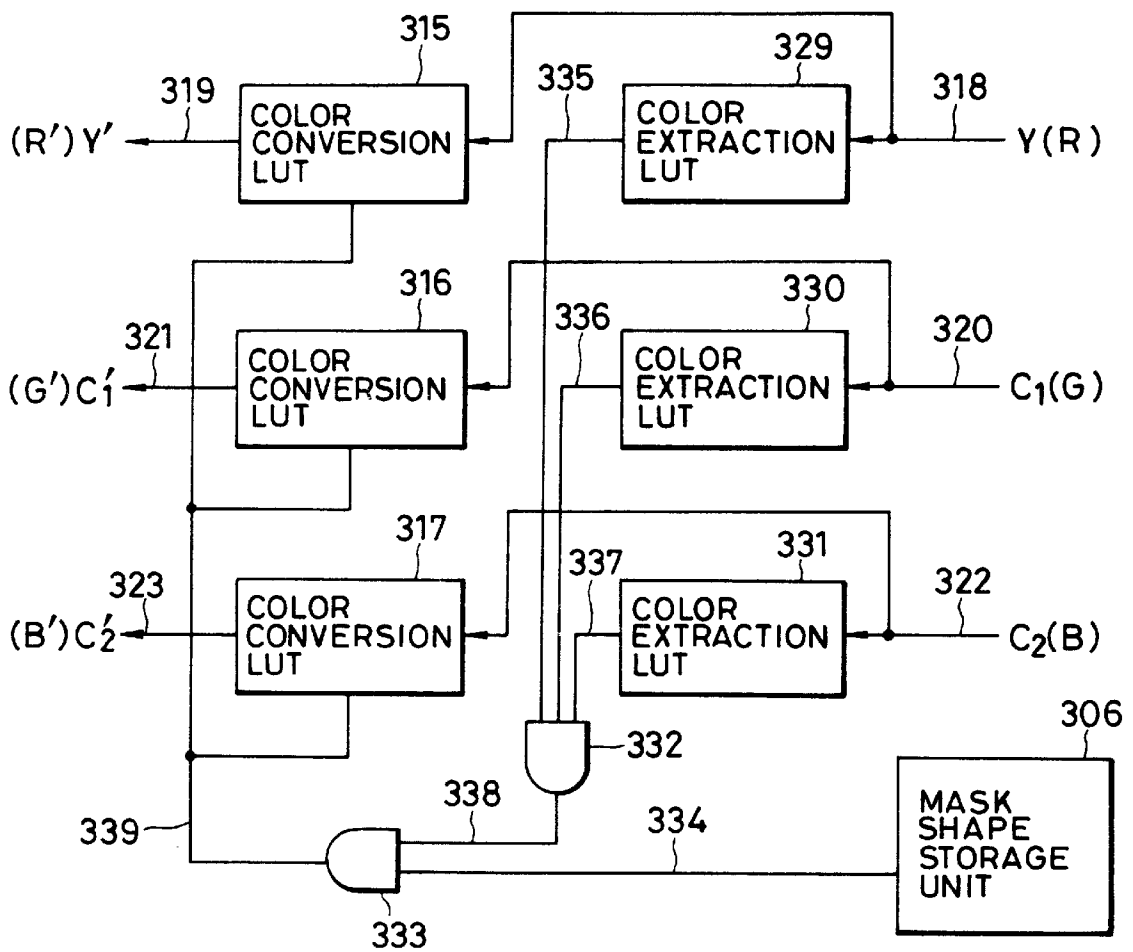 315
329
319
335
318
COLOR
CONVERSION
LUT
COLOR
EXTRACTION
LUT
(R′)Y′
Y(R)
316
330
321
336
320
COLOR
CONVERSION
LUT
COLOR
EXTRACTION
LUT
(G′)C₁′
C₁(G)
317
331
323
337
322
COLOR
CONVERSION
LUT
COLOR
EXTRACTION
LUT
(B′)C₂′
C₂(B)
332
306
338
334
339
333
MASK
SHAPE
STORAGE
UNIT